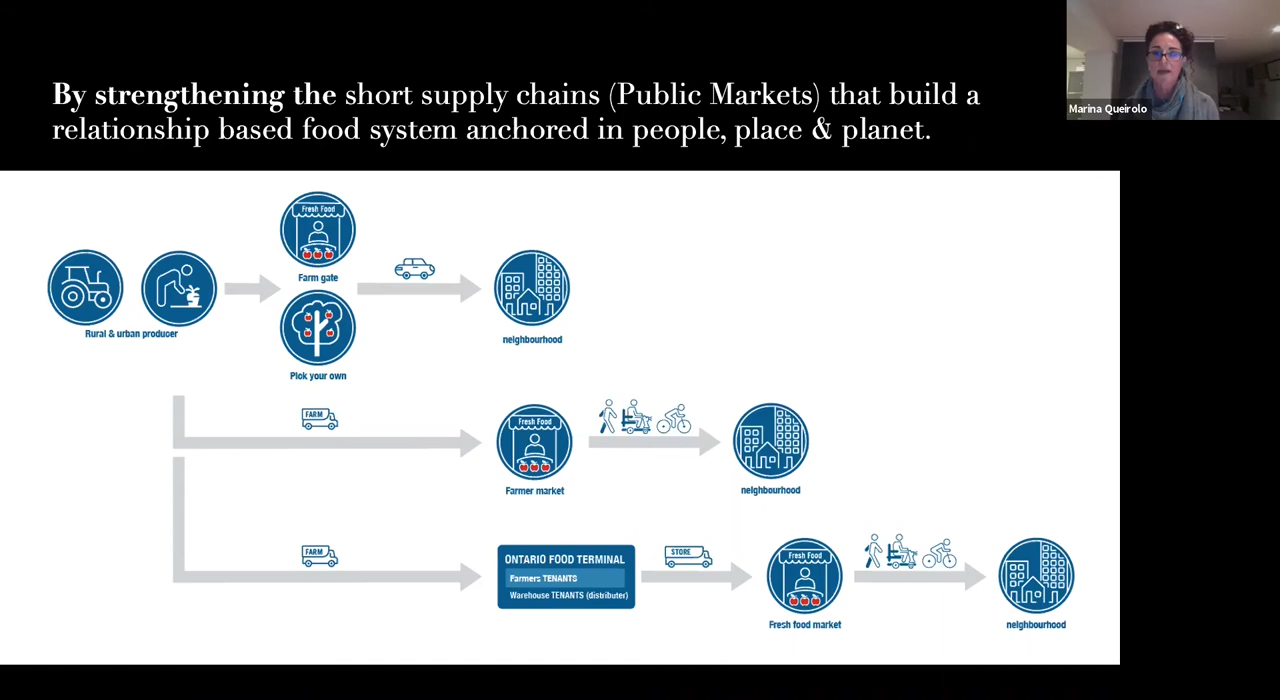 By strengthening the short supply chains (Public Markets) that build a
relationship based food system anchored in people, place & planet.
Marina Queirolo
Fresh Food
Farm gate
Rural & urban producer
neighbourhood
Pick your own
FARM
Fresh Food
Farmer market
neighbourhood
FARM
ONTARIO FOOD TERMINAL
Farmers TENANTS
Warehouse TENANTS (distributer)
STORE
Fresh Food
Fresh food market
neighbourhood